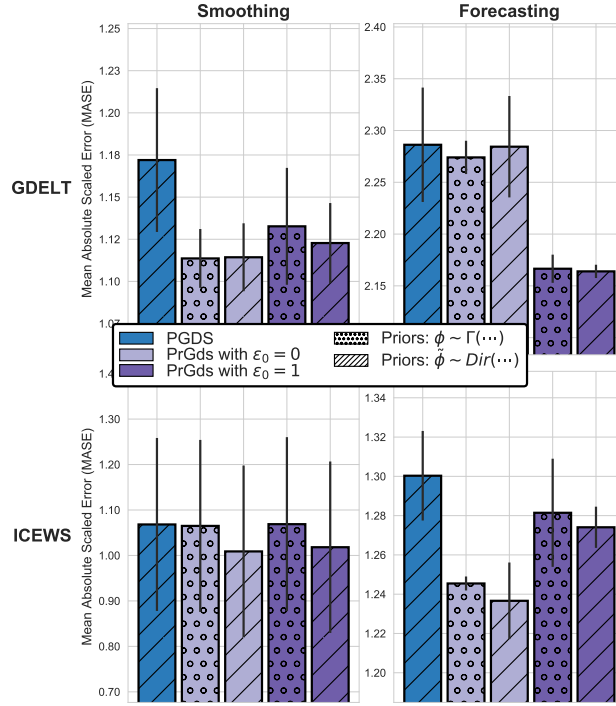 Smoothing
Forecasting
GDELT
Mean Absolute Scaled Error (MASE)
1.25
1.23
1.20
1.18
1.15
1.12
1.10
1.07
2.40
2.35
2.30
2.25
2.20
2.15
PGDS
PrGds with ε₀ = 0
PrGds with ε₀ = 1
Priors: ϕ ~ Γ(⋯)
Priors: ϕ̃ ~ Dir(⋯)
ICEWS
Mean Absolute Scaled Error (MASE)
1.30
1.20
1.10
1.00
0.90
0.80
0.70
1.34
1.32
1.30
1.28
1.26
1.24
1.22
1.20